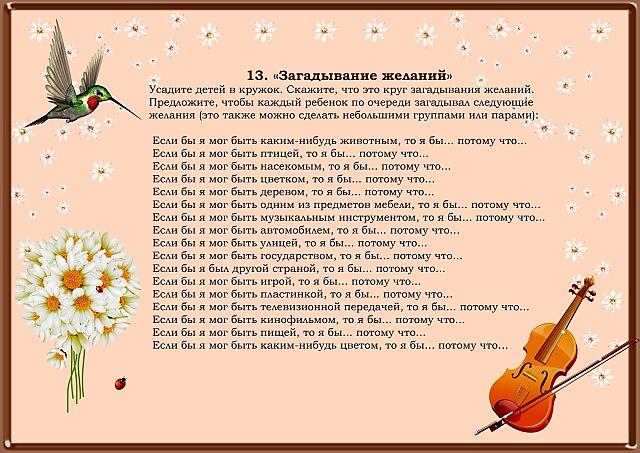 13. «Загадывание желаний»
Усадите детей в кружок. Скажите, что это круг загадывания желаний.
Предложите, чтобы каждый ребенок по очереди загадывал следующие
желания (это также можно сделать небольшими группами или парами):
Если бы я мог быть каким-нибудь животным, то я бы... потому что...
Если бы я мог быть птицей, то я бы... потому что...
Если бы я мог быть насекомым, то я бы... потому что...
Если бы я мог быть цветком, то я бы... потому что...
Если бы я мог быть деревом, то я бы... потому что...
Если бы я мог быть одним из предметов мебели, то я бы... потому что...
Если бы я мог быть музыкальным инструментом, то я бы... потому что...
Если бы я мог быть автомобилем, то я бы... потому что...
Если бы я мог быть улицей, то я бы... потому что...
Если бы я мог быть государством, то я бы... потому что...
Если бы я был другой страной, то я бы... потому что...
Если бы я мог быть игрой, то я бы... потому что...
Если бы я мог быть пластинкой, то я бы... потому что...
Если бы я мог быть телевизионной передачей, то я бы... потому что...
Если бы я мог быть кинофильмом, то я бы... потому что...
Если бы я мог быть пищей, то я бы... потому что...
Если бы я мог быть каким-нибудь цветом, то я бы... потому что...